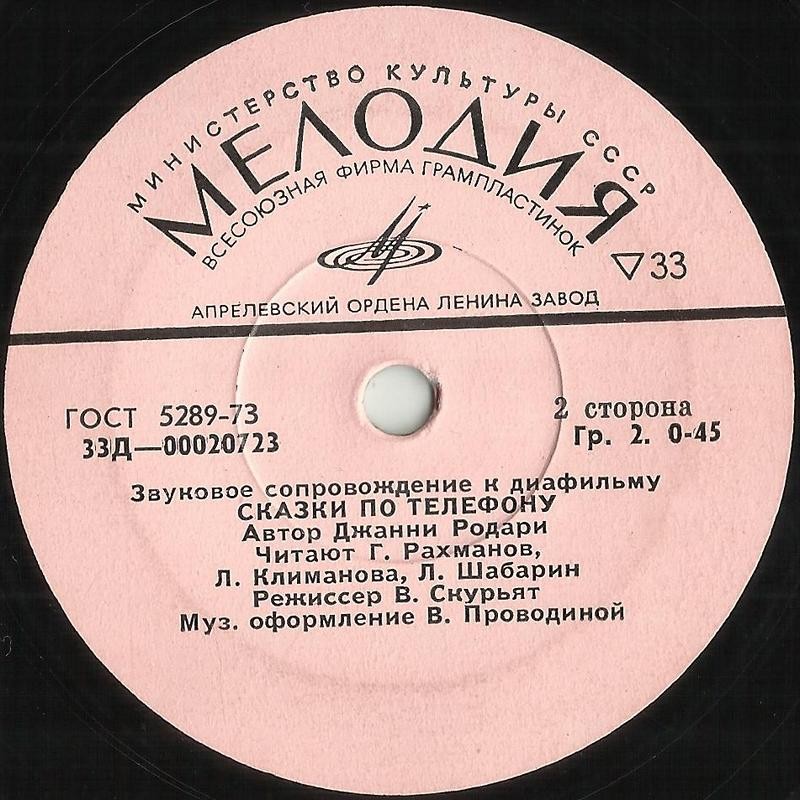 МИНИСТЕРСТВО КУЛЬТУРЫ СССР
МЕЛОДИЯ
ВСЕСОЮЗНАЯ ФИРМА ГРАМПЛАСТИНОК
▽33
АПРЕЛЕВСКИЙ ОРДЕНА ЛЕНИНА ЗАВОД
ГОСТ 5289-73
33Д—00020723
2 сторона
Гр. 2. 0-45
Звуковое сопровождение к диафильму
СКАЗКИ ПО ТЕЛЕФОНУ
Автор Джанни Родари
Читают Г. Рахманов,
Л. Климанова, Л. Шабарин
Режиссер В. Скурьят
Муз. оформление В. Проводиной